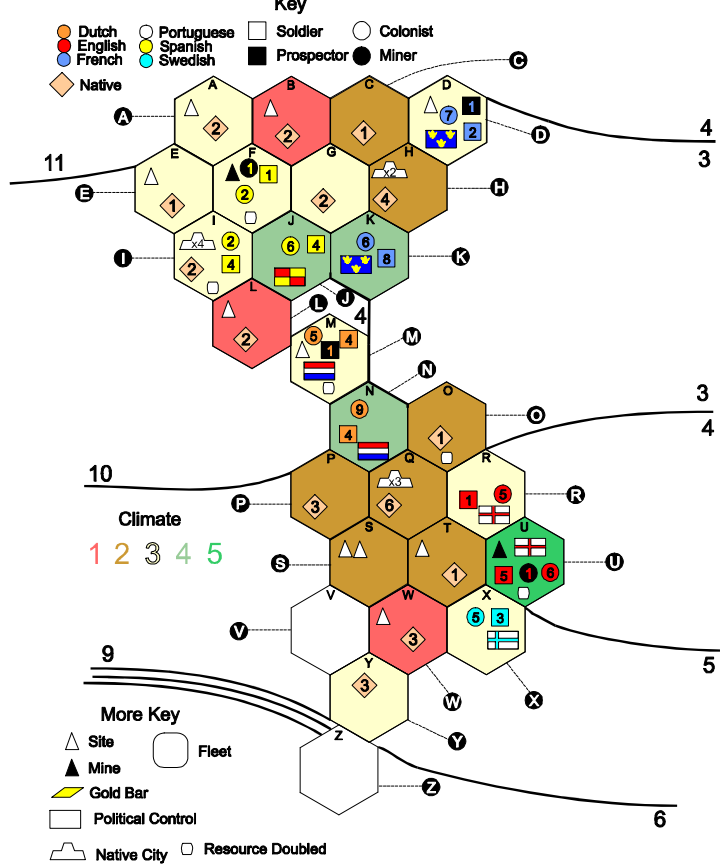 Key
Dutch
English
French
Portuguese
Spanish
Swedish
Soldier
Colonist
Prospector
Miner
Native
C
A
B
C
D
A
2
2
1
7
1
2
D
4
3
11
E
F
G
H
E
1
1
1
2
2
x2
4
H
I
J
K
I
x4
2
4
2
6
4
6
8
K
L
L
J
2
4
M
5
4
1
M
N
N
O
9
4
1
O
3
4
10
P
Q
R
P
3
x3
6
1
5
R
Climate
1 2 3 4 5
S
T
U
S
1
5
1
6
U
V
W
X
V
3
5
3
5
9
Y
3
W
X
More Key
Z
Y
Site
Fleet
Mine
Gold Bar
Z
Political Control
6
Native City
Resource Doubled